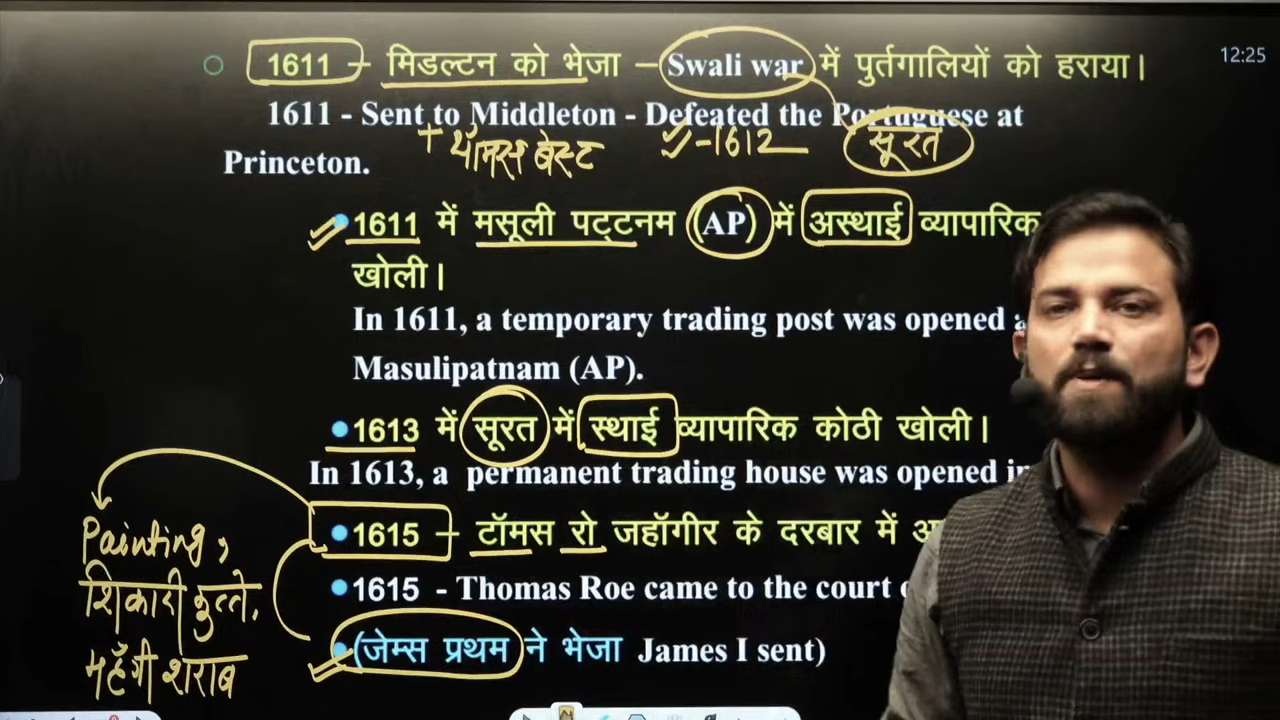 12:25
1611 - मिडल्टन को भेजा – Swali war में पुर्तगालियों को हराया।
1611 - Sent to Middleton - Defeated the Portuguese at
+ थॉमस बेस्ट -1612 सूरत
Princeton.
1611 में मसूली पट्टनम (AP) में अस्थाई व्यापारिक
खोली।
In 1611, a temporary trading post was opened
Masulipatnam (AP).
1613 में सूरत में स्थाई व्यापारिक कोठी खोली।
In 1613, a permanent trading house was opened
1615 - टॉमस रो जहाँगीर के दरबार में
Painting,
1615 - Thomas Roe came to the court
शिकारी कुत्ते,
(जेम्स प्रथम ने भेजा James I sent)
महँगी शराब